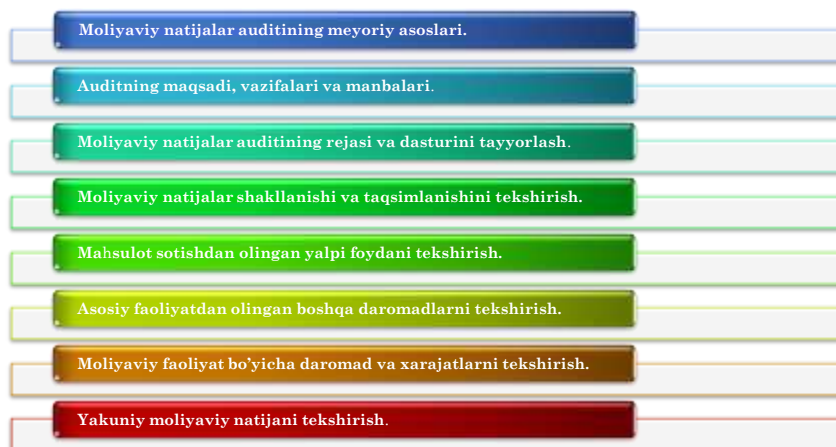 Moliyaviy natijalar auditining meyoriy asoslari.
Auditning maqsadi, vazifalari va manbalari.
Moliyaviy natijalar auditining rejasi va dasturini tayyorlash.
Moliyaviy natijalar shakllanishi va taqsimlanishini tekshirish.
Mahsulot sotishdan olingan yalpi foydani tekshirish.
Asosiy faoliyatdan olingan boshqa daromadlarni tekshirish.
Moliyaviy faoliyat bo’yicha daromad va xarajatlarni tekshirish.
Yakuniy moliyaviy natijani tekshirish.